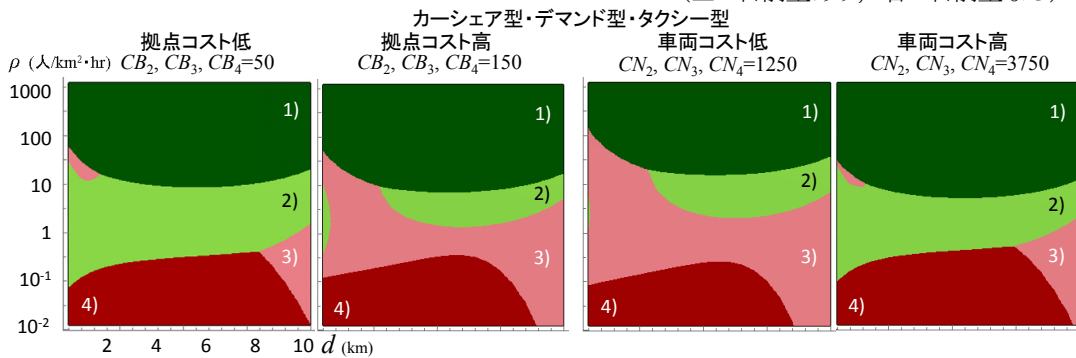 カーシェア型・デマンド型・タクシー型
拠点コスト低
CB2, CB3, CB4=50
拠点コスト高
CB2, CB3, CB4=150
車両コスト低
CN2, CN3, CN4=1250
車両コスト高
CN2, CN3, CN4=3750
ρ (人/km²・hr)
1000
100
10
1
10-1
10-2
1)
2)
3)
4)
1)
2)
3)
4)
1)
2)
3)
4)
1)
2)
3)
4)
2 4 6 8 10 d (km)